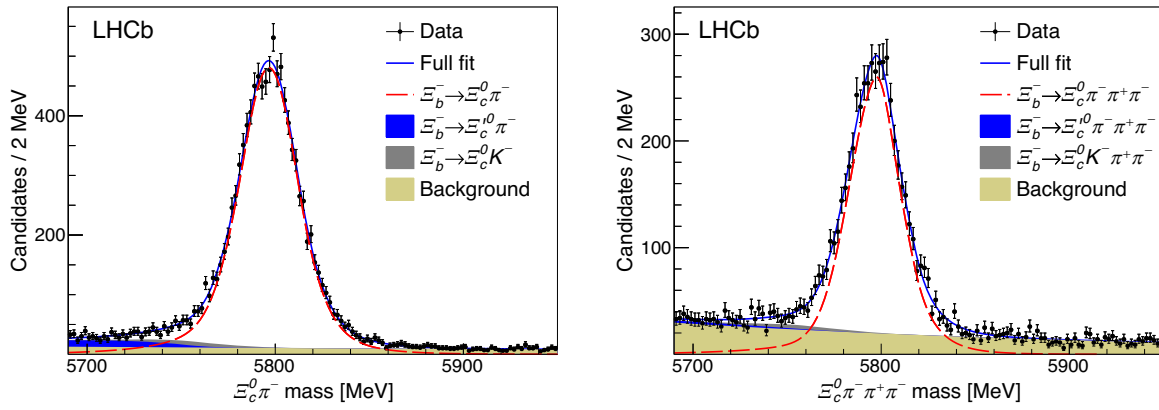 LHCb
Data
Full fit
Ξb⁻→Ξc⁰π⁻
Ξb⁻→Ξc′⁰π⁻
Ξb⁻→Ξc⁰K⁻
Background
400
200
5700
5800
5900
Candidates / 2 MeV
Ξc⁰π⁻ mass [MeV]
LHCb
Data
Full fit
Ξb⁻→Ξc⁰π⁻π⁺π⁻
Ξb⁻→Ξc′⁰π⁻π⁺π⁻
Ξb⁻→Ξc⁰K⁻π⁺π⁻
Background
300
200
100
5700
5800
5900
Candidates / 2 MeV
Ξc⁰π⁻π⁺π⁻ mass [MeV]